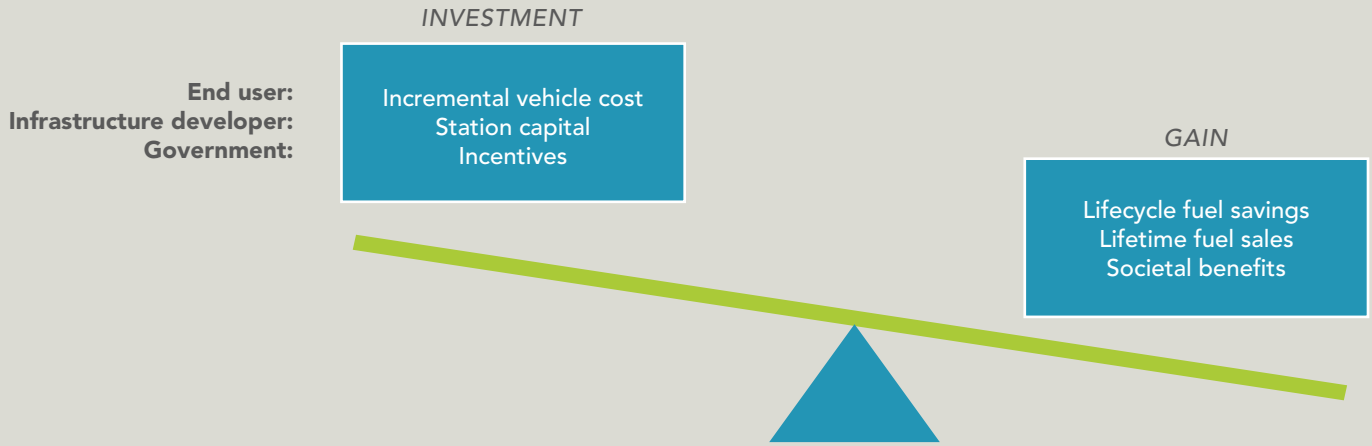 INVESTMENT
End user:
Infrastructure developer:
Government:
Incremental vehicle cost
Station capital
Incentives
GAIN
Lifecycle fuel savings
Lifetime fuel sales
Societal benefits